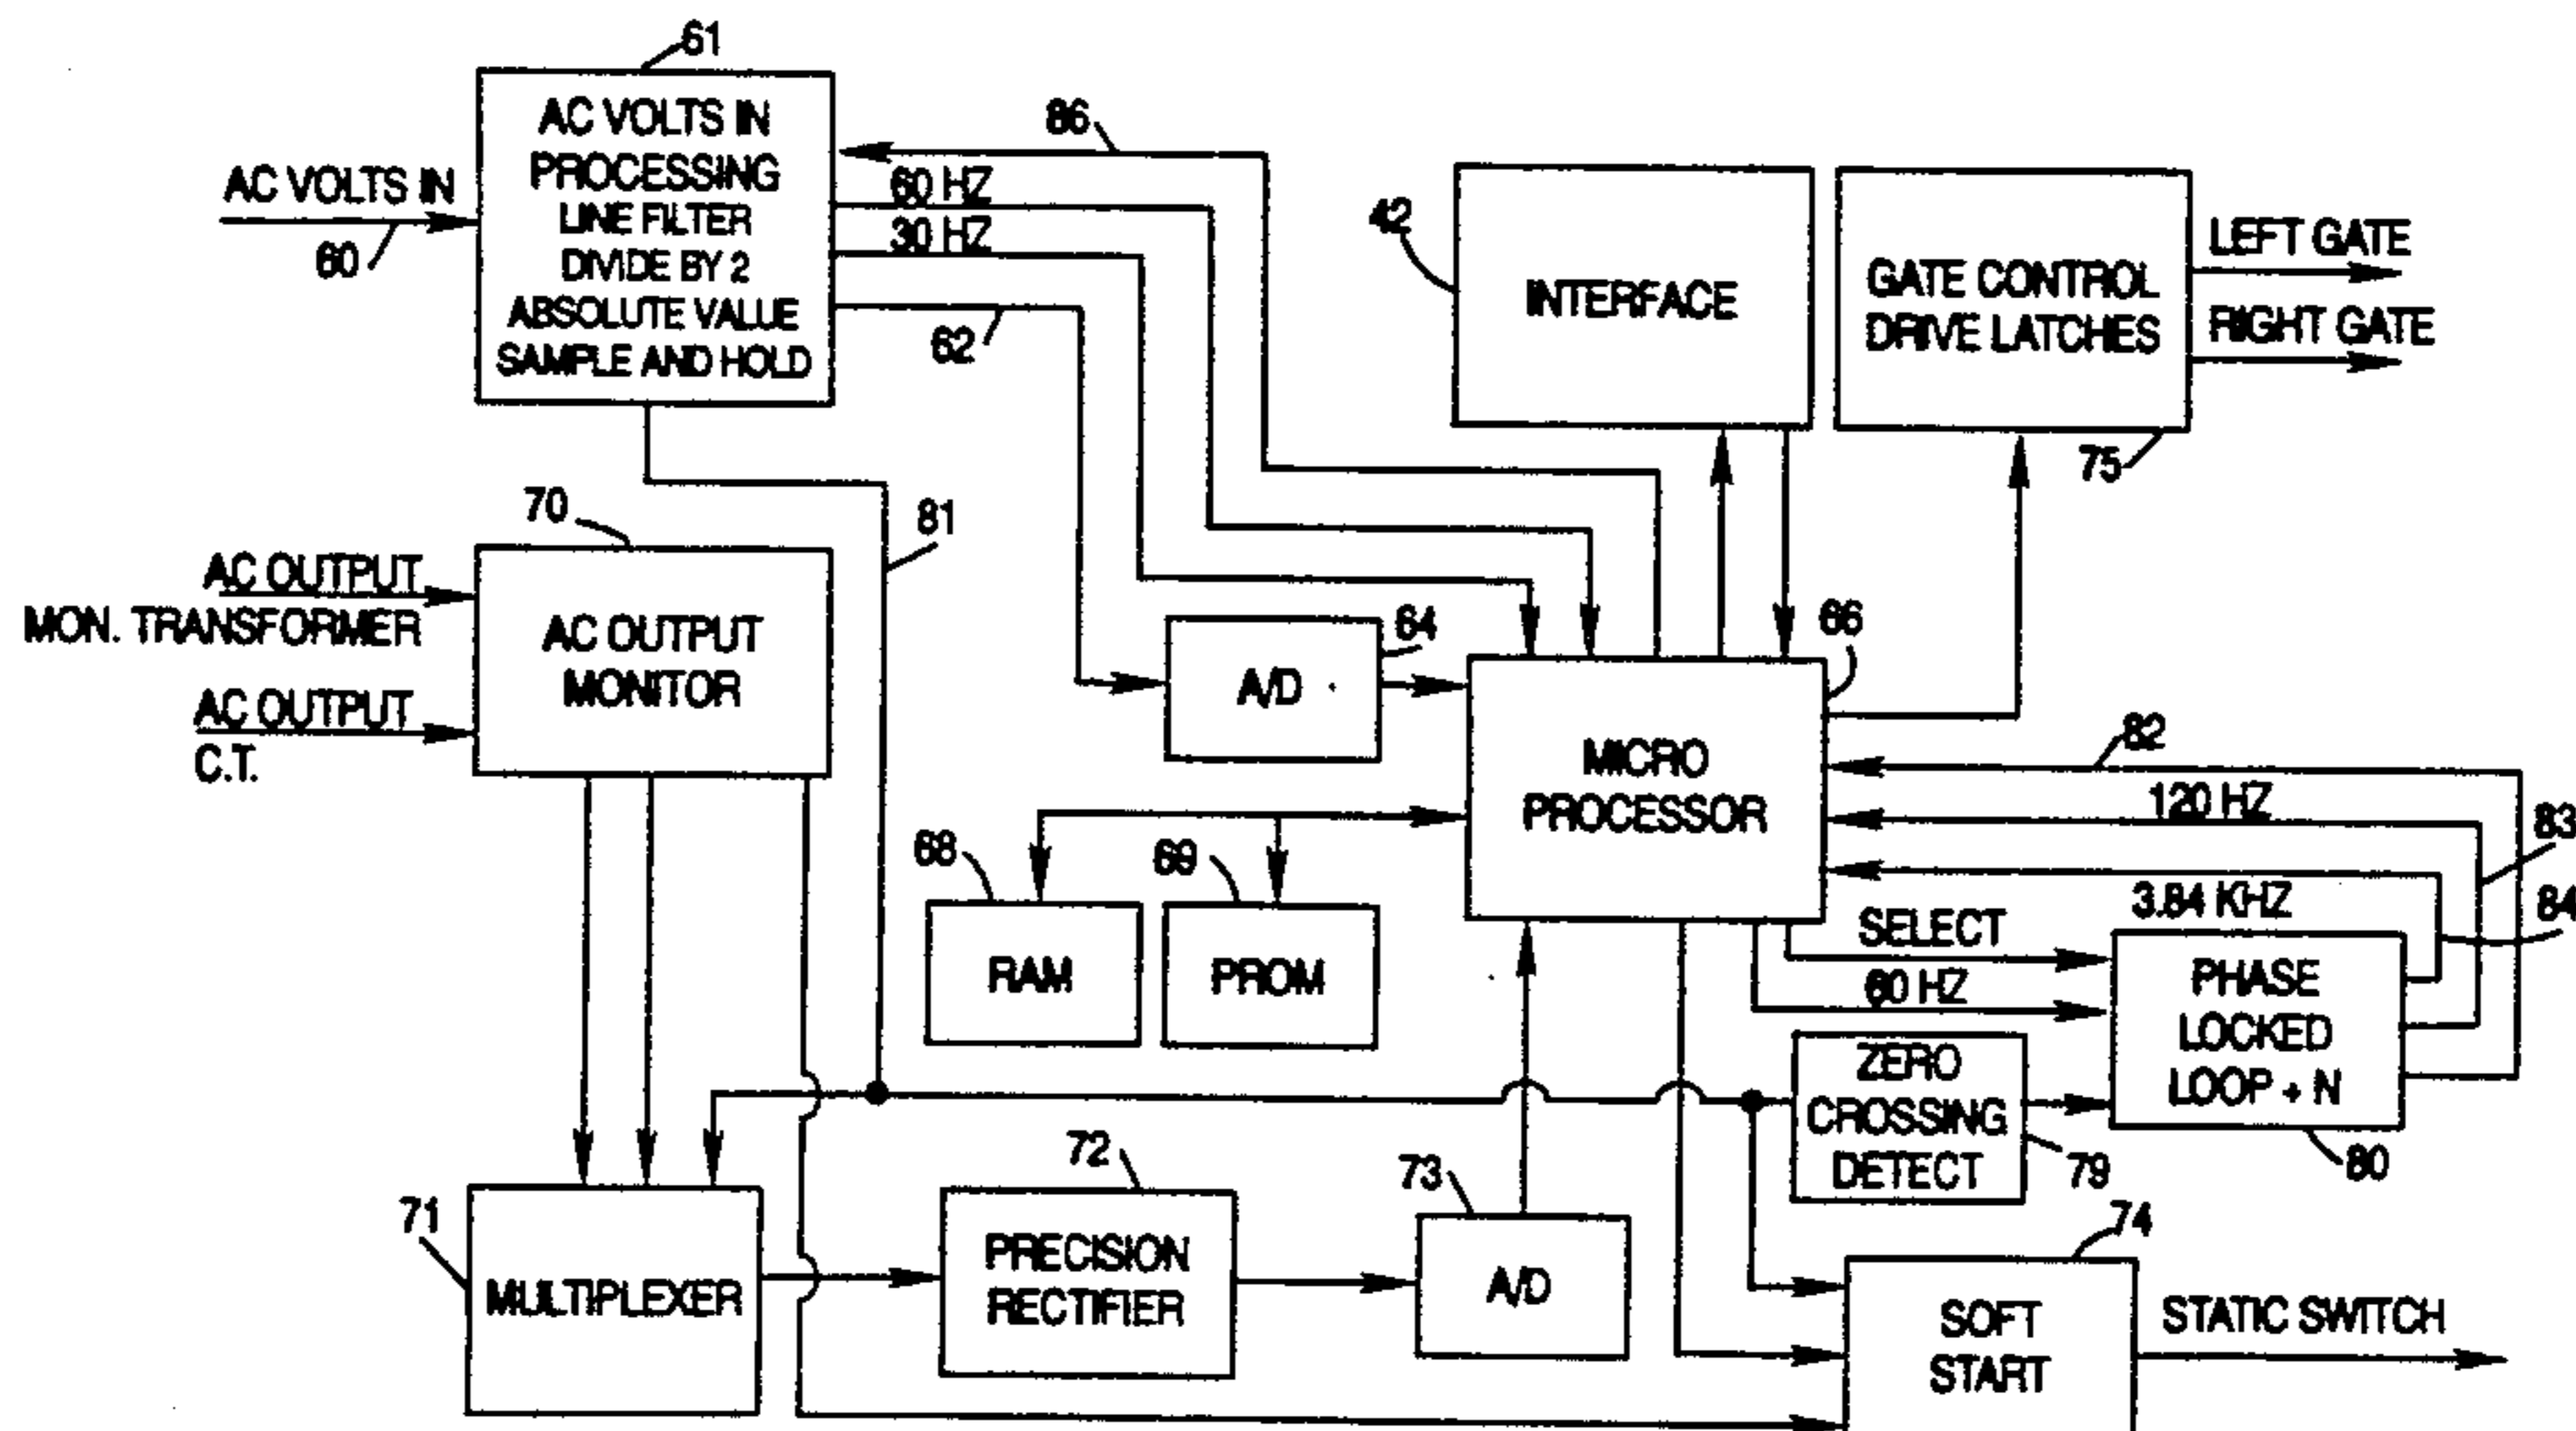 61
AC VOLTS IN
PROCESSING
LINE FILTER
DIVIDE BY 2
ABSOLUTE VALUE
SAMPLE AND HOLD
AC VOLTS IN
60
86
60 HZ
30 HZ
62
42
INTERFACE
GATE CONTROL
DRIVE LATCHES
75
LEFT GATE
RIGHT GATE
70
AC OUTPUT
MON. TRANSFORMER
AC OUTPUT
C.T.
AC OUTPUT
MONITOR
81
64
A/D
66
MICRO
PROCESSOR
82
120 HZ
83
3.84 KHZ
84
68
RAM
69
PROM
SELECT
60 HZ
PHASE
LOCKED
LOOP + N
80
ZERO
CROSSING
DETECT
79
71
MULTIPLEXER
72
PRECISION
RECTIFIER
73
A/D
74
SOFT
START
STATIC SWITCH